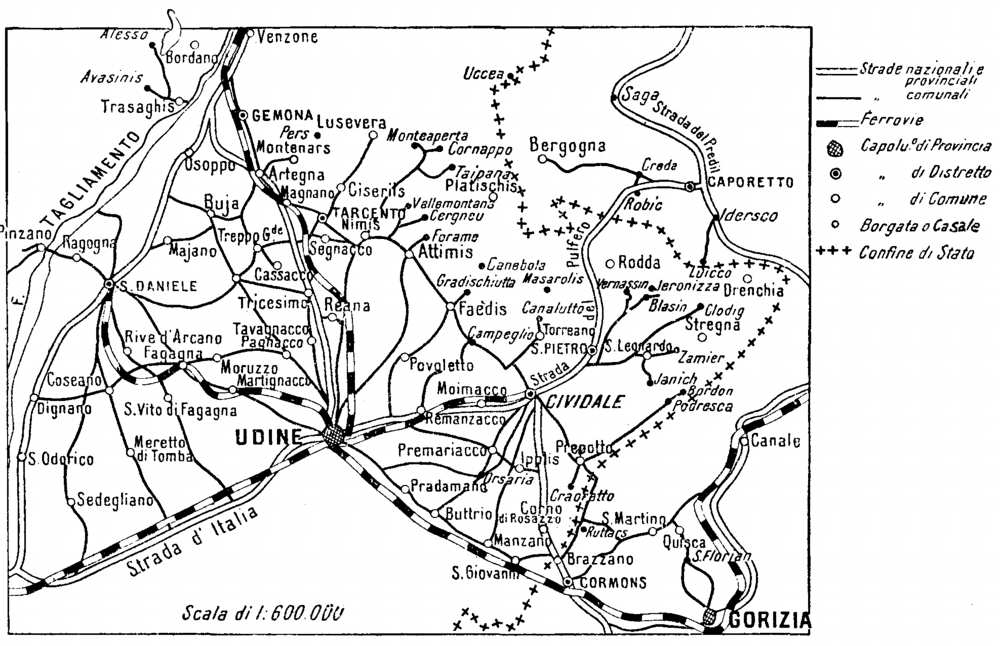 Alesso
Bordano
Venzone
Avasinis
Trasaghis
GEMONA
Pers
Lusevera
Montenars
Monteaperta
Cornappo
Uccea
Saga
Strada del Predil
TAGLIAMENTO
Osoppo
Artegna
Magnano
Ciseriis
Taipana
Platischis
Bergogna
Creda
CAPORETTO
Robic
Idersco
Buja
TARCENTO
Nimis
Vallemontana
Cergneu
Forame
Pinzano
Ragogna
Majano
Treppo G.de
Segnacco
Attimis
Pulfero
Luicco
Cassacco
Canebola
Masarolis
Rodda
Drenchia
S. DANIELE
F.
Tricesimo
Reana
Gradischiutta
Faedis
Canalutto
Vernassin
Jeronizza
Blasin
Clodig
Stregna
Rive d'Arcano
Fagagna
Tavagnacco
Pagnacco
Campeglio
Torreano
del
S. PIETRO
S. Leonardo
Zamier
Coseano
Moruzzo
Martignacco
Povoletto
Moimacco
Strada
Janich
Bordon
Podresca
Dignano
S. Vito di Fagagna
UDINE
Remanzacco
CIVIDALE
Canale
S. Odorico
Meretto
di Tomba
Premariacco
Ipplis
Orsaria
Prepotto
Sedegliano
Pradamano
Buttrio
Craoretto
Corno
di Rosazzo
Ruttars
S. Martino
Quisca
S. Florian
Strada d' Italia
Manzano
S. Giovanni
Brazzano
CORMONS
GORIZIA
Scala di 1:600.000
Strade nazionali e
provinciali
„ comunali
Ferrovie
Capolu.º di Provincia
„ di Distretto
„ di Comune
Borgata o Casale
Confine di Stato